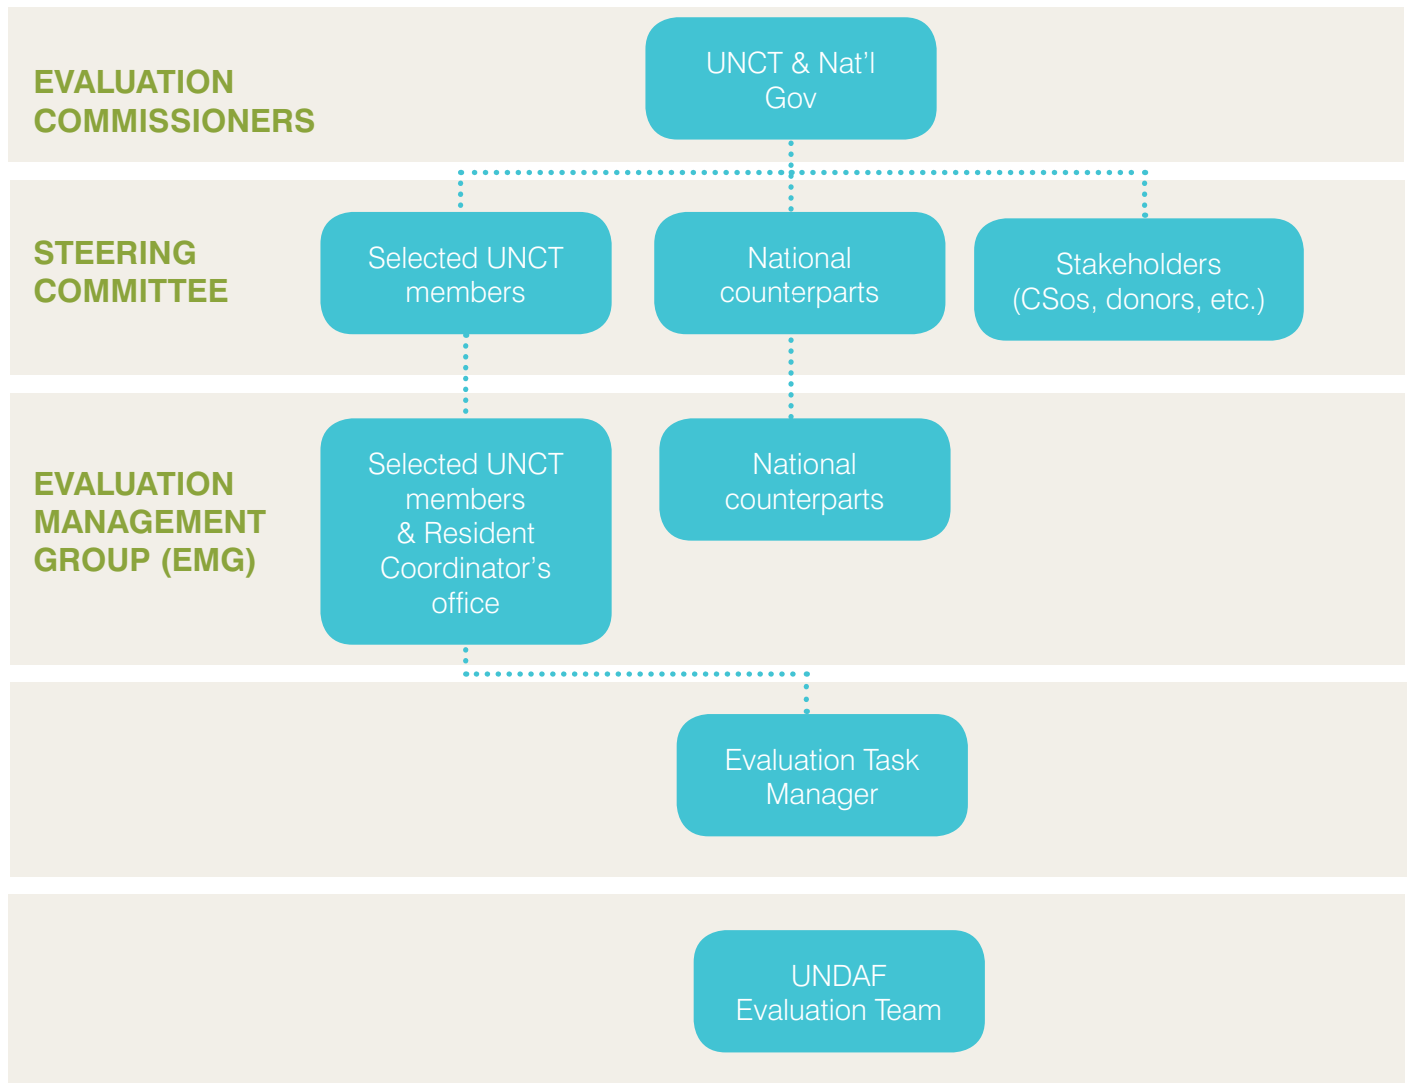 EVALUATION
COMMISSIONERS
UNCT & Nat’l
Gov
STEERING
COMMITTEE
Selected UNCT
members
National
counterparts
Stakeholders
(CSos, donors, etc.)
EVALUATION
MANAGEMENT
GROUP (EMG)
Selected UNCT
members
& Resident
Coordinator’s
office
National
counterparts
Evaluation Task
Manager
UNDAF
Evaluation Team